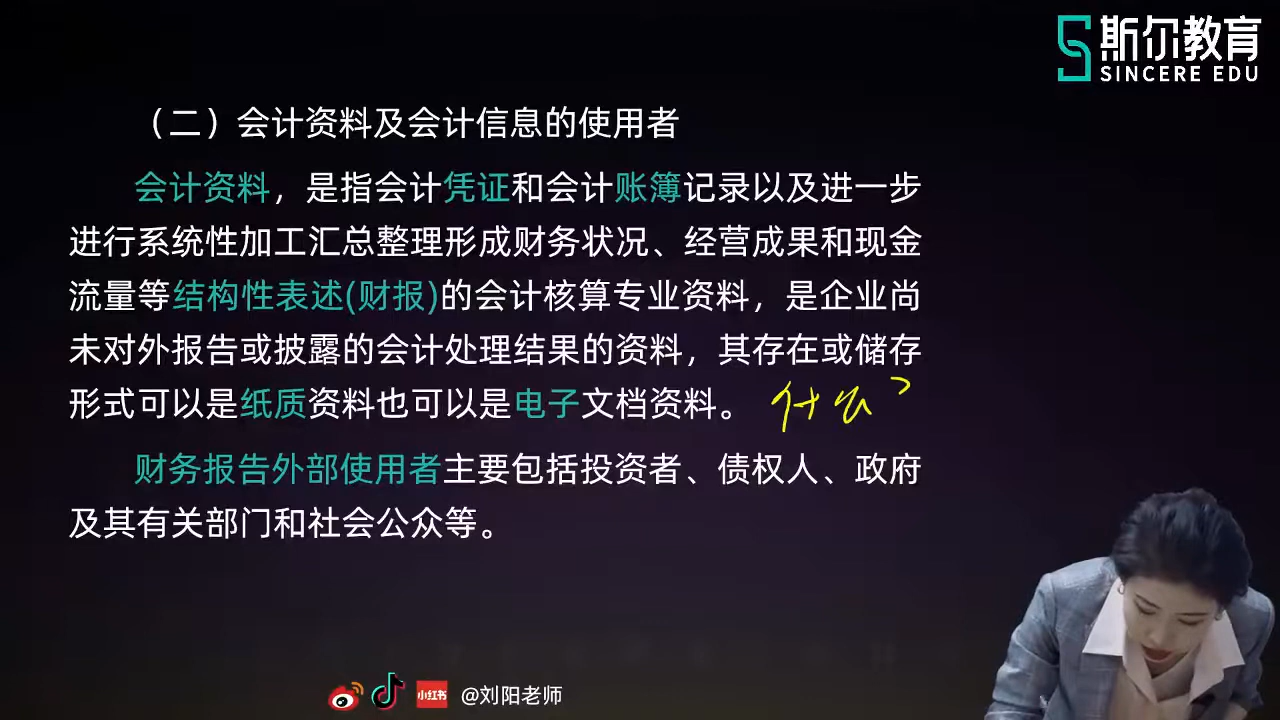 斯尔教育
SINCERE EDU
（二）会计资料及会计信息的使用者
会计资料，是指会计凭证和会计账簿记录以及进一步
进行系统性加工汇总整理形成财务状况、经营成果和现金
流量等结构性表述(财报)的会计核算专业资料，是企业尚
未对外报告或披露的会计处理结果的资料，其存在或储存
形式可以是纸质资料也可以是电子文档资料。 什么
财务报告外部使用者主要包括投资者、债权人、政府
及其有关部门和社会公众等。
小红书 @刘阳老师